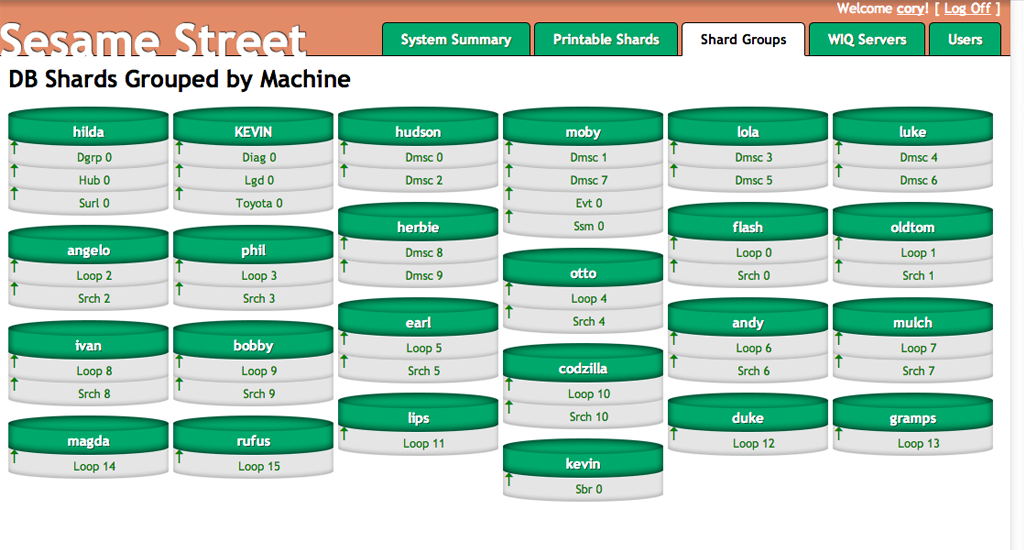 Welcome cory! [ Log Off ]
Sesame Street
System Summary
Printable Shards
Shard Groups
WIQ Servers
Users
DB Shards Grouped by Machine
hilda
Dgrp 0
Hub 0
Surl 0
KEVIN
Diag 0
Lgd 0
Toyota 0
hudson
Dmsc 0
Dmsc 2
moby
Dmsc 1
Dmsc 7
Evt 0
Ssm 0
lola
Dmsc 3
Dmsc 5
luke
Dmsc 4
Dmsc 6
angelo
Loop 2
Srch 2
phil
Loop 3
Srch 3
herbie
Dmsc 8
Dmsc 9
otto
Loop 4
Srch 4
flash
Loop 0
Srch 0
oldtom
Loop 1
Srch 1
ivan
Loop 8
Srch 8
bobby
Loop 9
Srch 9
earl
Loop 5
Srch 5
codzilla
Loop 10
Srch 10
andy
Loop 6
Srch 6
mulch
Loop 7
Srch 7
magda
Loop 14
rufus
Loop 15
lips
Loop 11
kevin
Sbr 0
duke
Loop 12
gramps
Loop 13